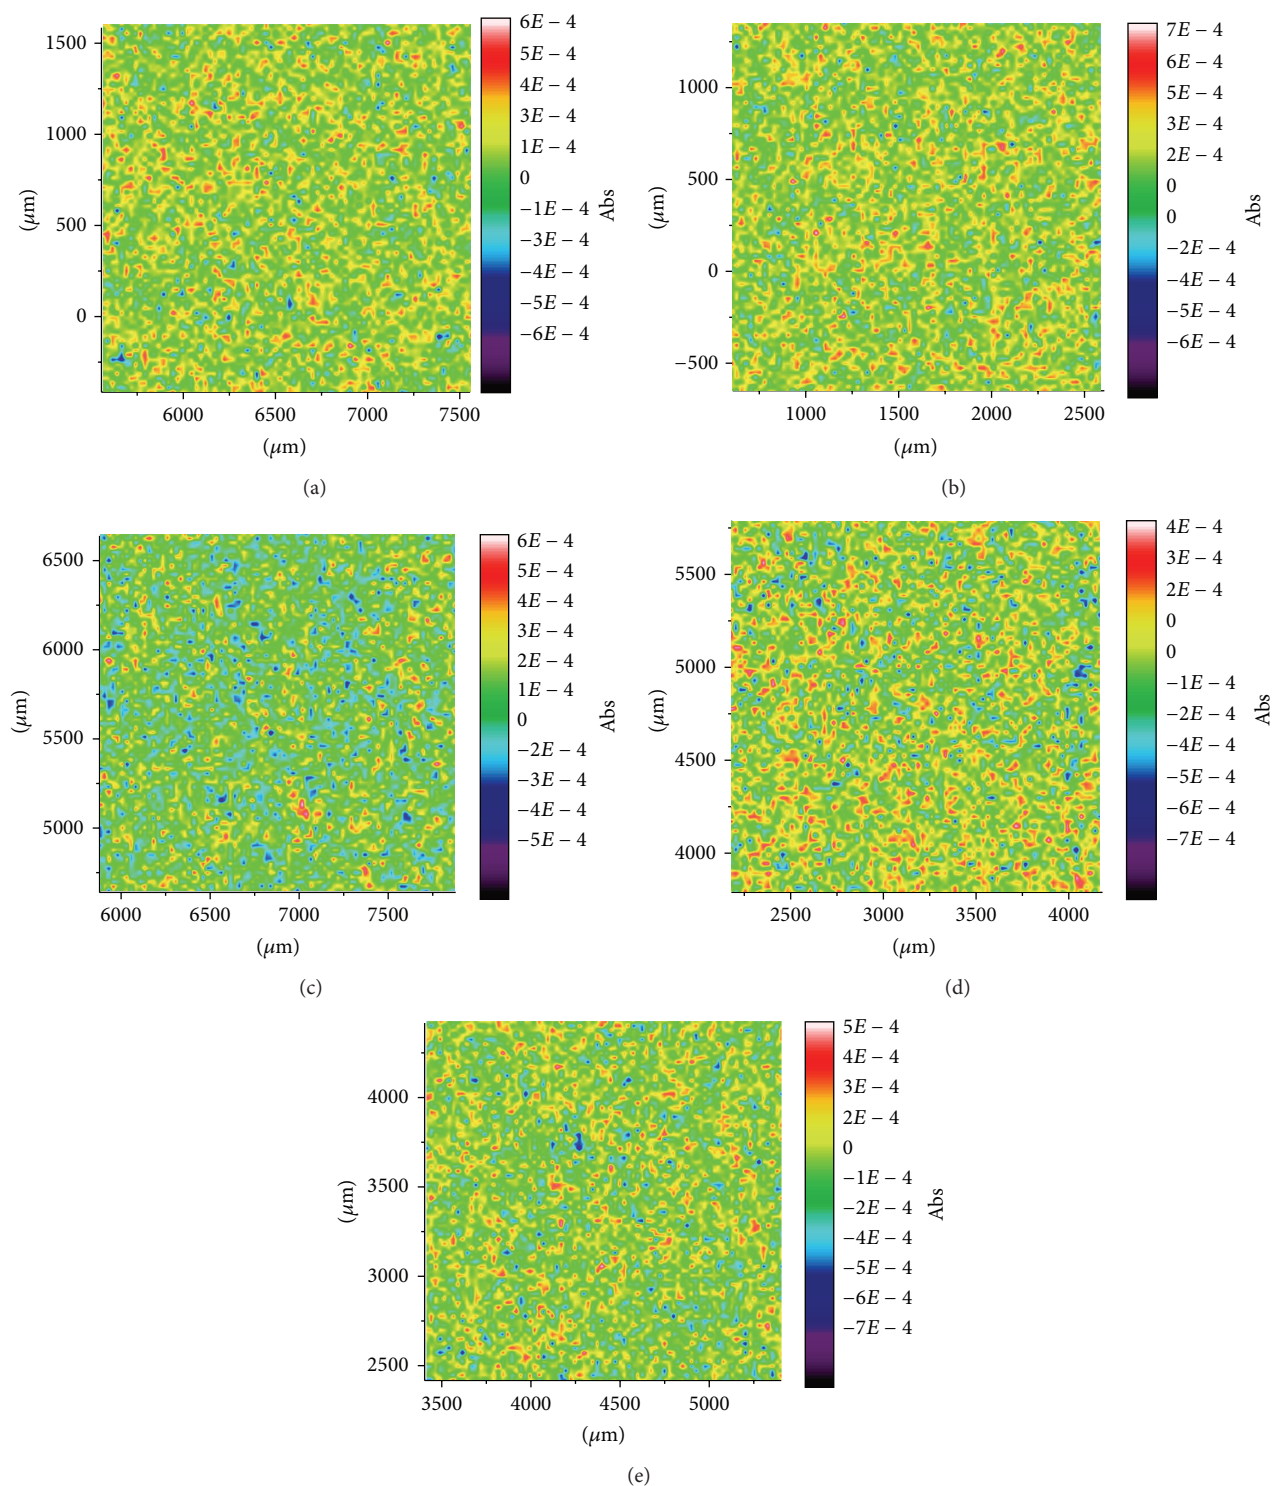 1500
1000
500
0
(μm)
6000 6500 7000 7500
(μm)
6E − 4
5E − 4
4E − 4
3E − 4
1E − 4
0
−1E − 4
−3E − 4
−4E − 4
−5E − 4
−6E − 4
Abs
(a)
1000
500
0
−500
(μm)
1000 1500 2000 2500
(μm)
7E − 4
6E − 4
5E − 4
3E − 4
2E − 4
0
0
−2E − 4
−4E − 4
−5E − 4
−6E − 4
Abs
(b)
6500
6000
5500
5000
(μm)
6000 6500 7000 7500
(μm)
6E − 4
5E − 4
4E − 4
3E − 4
2E − 4
1E − 4
0
−2E − 4
−3E − 4
−4E − 4
−5E − 4
Abs
(c)
5500
5000
4500
4000
(μm)
2500 3000 3500 4000
(μm)
4E − 4
3E − 4
2E − 4
0
0
−1E − 4
−2E − 4
−4E − 4
−5E − 4
−6E − 4
−7E − 4
Abs
(d)
4000
3500
3000
2500
(μm)
3500 4000 4500 5000
(μm)
5E − 4
4E − 4
3E − 4
2E − 4
0
−1E − 4
−2E − 4
−4E − 4
−5E − 4
−6E − 4
−7E − 4
Abs
(e)